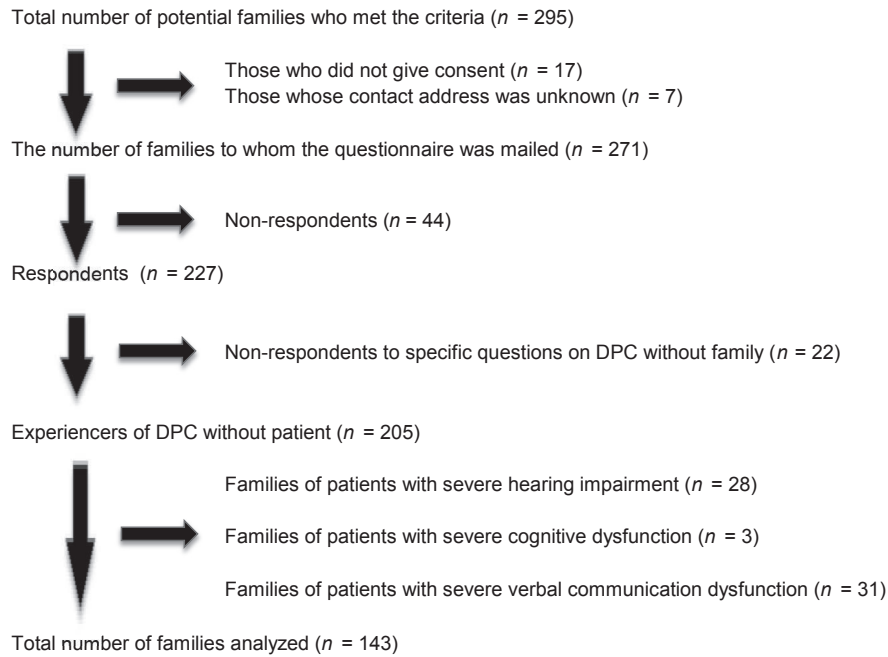 Total number of potential families who met the criteria (n = 295)
Those who did not give consent (n = 17)
Those whose contact address was unknown (n = 7)
The number of families to whom the questionnaire was mailed (n = 271)
Non-respondents (n = 44)
Respondents (n = 227)
Non-respondents to specific questions on DPC without family (n = 22)
Experiencers of DPC without patient (n = 205)
Families of patients with severe hearing impairment (n = 28)
Families of patients with severe cognitive dysfunction (n = 3)
Families of patients with severe verbal communication dysfunction (n = 31)
Total number of families analyzed (n = 143)